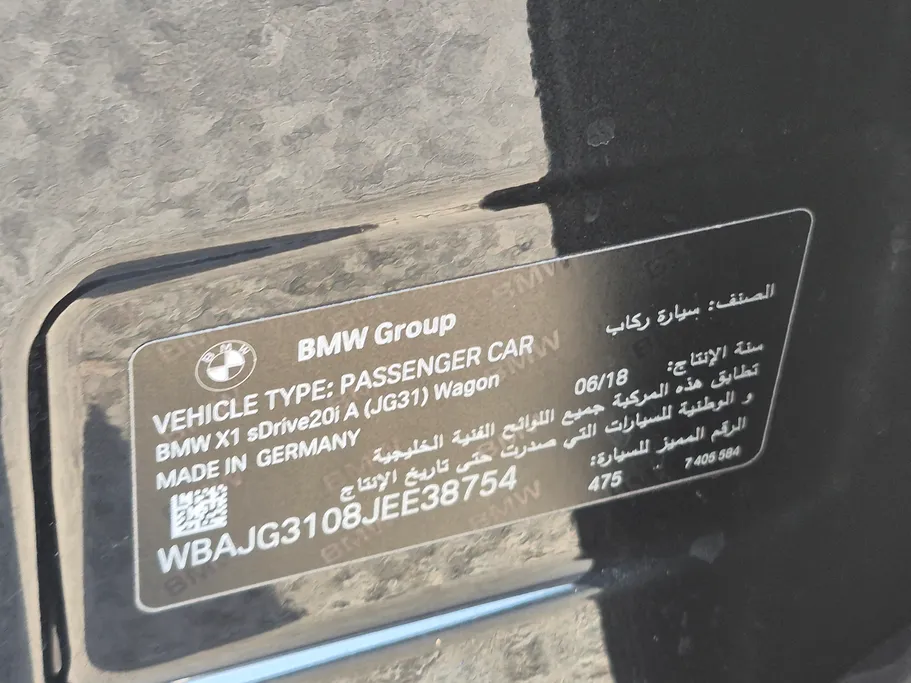 BMW
BMW Group
VEHICLE TYPE: PASSENGER CAR
الصنف: سيارة ركاب
BMW X1 sDrive20i A (JG31) Wagon
MADE IN GERMANY
سنة الإنتاج: 06/18
تطابق هذه المركبة جميع اللوائح الفنية الخليجية
و الوطنية للسيارات التي صدرت حتى تاريخ الإنتاج
الرقم المميز للسيارة:
WBAJG3108JEE38754
475
7 405 584